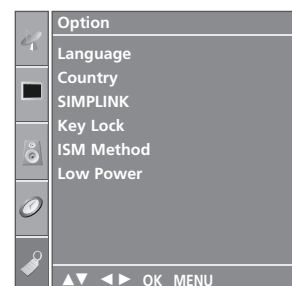 Option
Language
Country
SIMPLINK
Key Lock
ISM Method
Low Power
▲▼ ◄► OK MENU